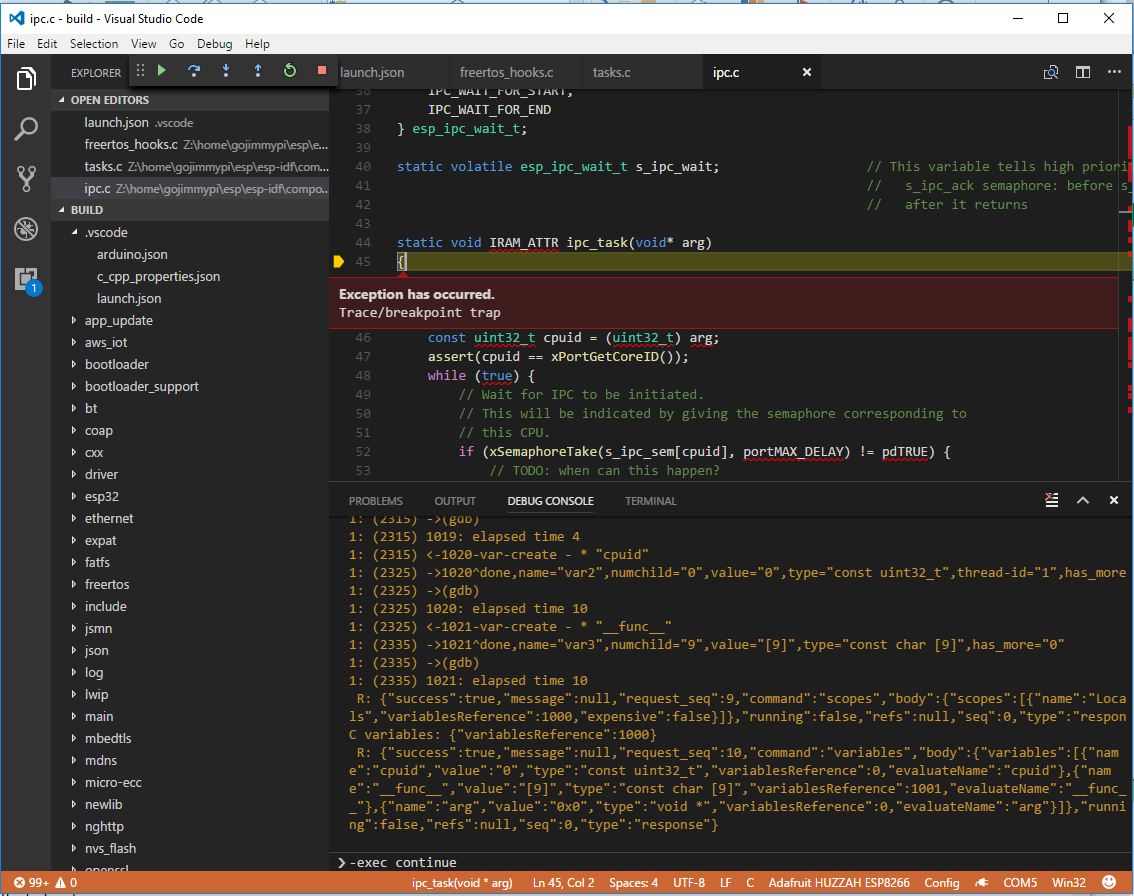 ipc.c - build - Visual Studio Code
File Edit Selection View Go Debug Help
EXPLORER
launch.json freertos_hooks.c tasks.c ipc.c
OPEN EDITORS
launch.json .vscode
freertos_hooks.c Z:\home\gojimmypi\esp\e...
tasks.c Z:\home\gojimmypi\esp\esp-idf\com...
ipc.c Z:\home\gojimmypi\esp\esp-idf\compo...
BUILD
.vscode
arduino.json
c_cpp_properties.json
launch.json
app_update
aws_iot
bootloader
bootloader_support
bt
coap
cxx
driver
esp32
ethernet
expat
fatfs
freertos
include
jsmn
json
log
lwip
main
mbedtls
mdns
micro-ecc
newlib
nghttp
nvs_flash
openssl
1
36 IPC_WAIT_FOR_START,
37 IPC_WAIT_FOR_END
38 } esp_ipc_wait_t;
39
40 static volatile esp_ipc_wait_t s_ipc_wait; // This variable tells high priori
41 // s_ipc_ack semaphore: before s_
42 // after it returns
43
44 static void IRAM_ATTR ipc_task(void* arg)
45 {
Exception has occurred.
Trace/breakpoint trap
46 const uint32_t cpuid = (uint32_t) arg;
47 assert(cpuid == xPortGetCoreID());
48 while (true) {
49 // Wait for IPC to be initiated.
50 // This will be indicated by giving the semaphore corresponding to
51 // this CPU.
52 if (xSemaphoreTake(s_ipc_sem[cpuid], portMAX_DELAY) != pdTRUE) {
53 // TODO: when can this happen?
PROBLEMS OUTPUT DEBUG CONSOLE TERMINAL
1: (2315) ->(gdb)
1: (2315) 1019: elapsed time 4
1: (2315) <-1020-var-create - * "cpuid"
1: (2325) ->1020^done,name="var2",numchild="0",value="0",type="const uint32_t",thread-id="1",has_more
1: (2325) ->(gdb)
1: (2325) 1020: elapsed time 10
1: (2325) <-1021-var-create - * "__func__"
1: (2335) ->1021^done,name="var3",numchild="9",value="[9]",type="const char [9]",has_more="0"
1: (2335) ->(gdb)
1: (2335) 1021: elapsed time 10
R: {"success":true,"message":null,"request_seq":9,"command":"scopes","body":{"scopes":[{"name":"Loca
ls","variablesReference":1000,"expensive":false}]},"running":false,"refs":null,"seq":0,"type":"respon
C variables: {"variablesReference":1000}
R: {"success":true,"message":null,"request_seq":10,"command":"variables","body":{"variables":[{"nam
e":"cpuid","value":"0","type":"const uint32_t","variablesReference":0,"evaluateName":"cpuid"},{"nam
e":"__func__","value":"[9]","type":"const char [9]","variablesReference":1001,"evaluateName":"__func_
_"},{"name":"arg","value":"0x0","type":"void *","variablesReference":0,"evaluateName":"arg"}]},"runni
ng":false,"refs":null,"seq":0,"type":"response"}
-exec continue
99+ 0 ipc_task(void * arg) Ln 45, Col 2 Spaces: 4 UTF-8 LF C Adafruit HUZZAH ESP8266 Config COM5 Win32